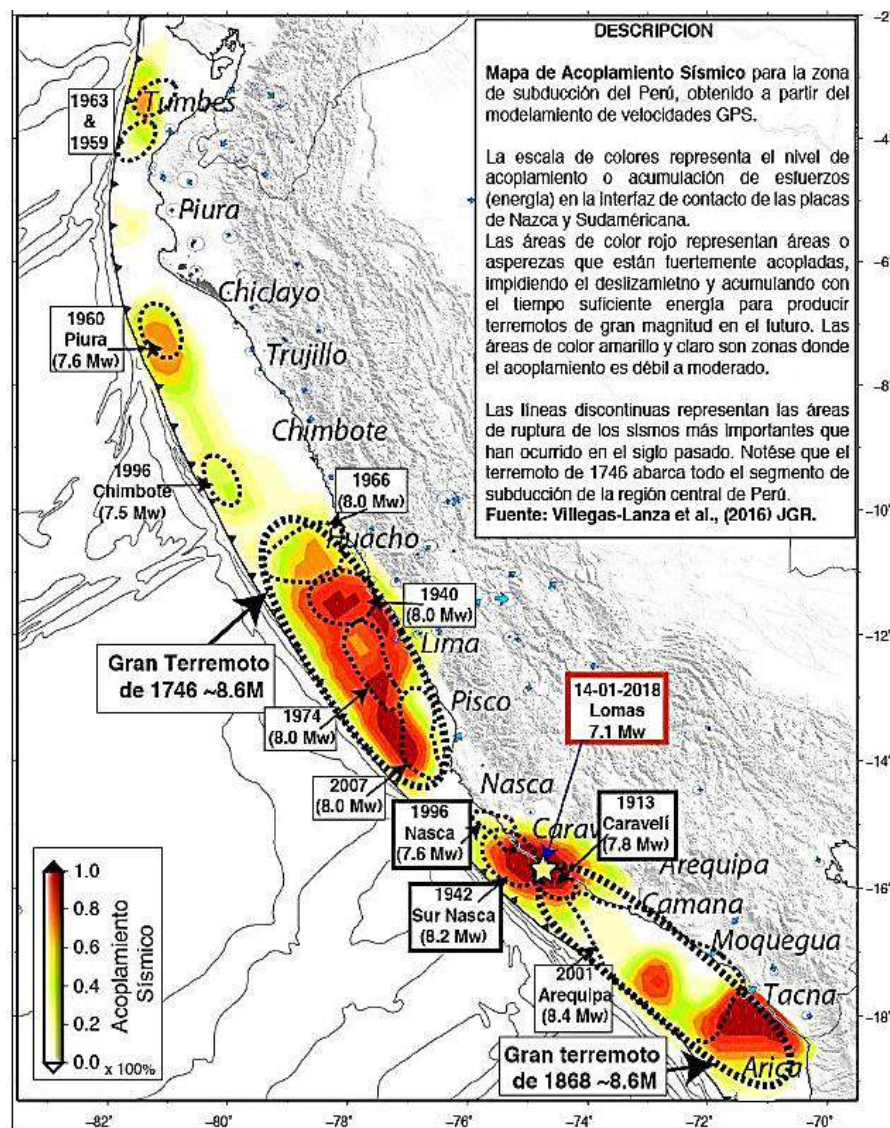 DESCRIPCION
Mapa de Acoplamiento Sísmico para la zona
de subducción del Perú, obtenido a partir del
modelamiento de velocidades GPS.
La escala de colores representa el nivel de
acoplamiento o acumulación de esfuerzos
(energía) en la interfaz de contacto de las placas
de Nazca y Sudaméricana.
Las áreas de color rojo representan áreas o
asperezas que están fuertemente acopladas,
impidiendo el deslizamletno y acumulando con
el tiempo suficiente energía para producir
terremotos de gran magnitud en el futuro. Las
áreas de color amarillo y claro son zonas donde
el acoplamiento es débil a moderado.
Las líneas discontinuas representan las áreas
de ruptura de los sismos más importantes que
han ocurrido en el siglo pasado. Notése que el
terremoto de 1746 abarca todo el segmento de
subducción de la región central de Perú.
Fuente: Villegas-Lanza et al., (2016) JGR.
1963
&
1959
Tumbes
Piura
Chiclayo
1960
Piura
(7.6 Mw)
Trujillo
Chimbote
1996
Chimbote
(7.5 Mw)
1966
(8.0 Mw)
Huacho
1940
(8.0 Mw)
Lima
Gran Terremoto
de 1746 ~8.6M
Pisco
1974
(8.0 Mw)
14-01-2018
Lomas
7.1 Mw
2007
(8.0 Mw)
Nasca
1996
Nasca
(7.6 Mw)
Carav
1913
Caravelí
(7.8 Mw)
Arequipa
1942
Sur Nasca
(8.2 Mw)
Camana
Moquegua
2001
Arequipa
(8.4 Mw)
Tacna
Gran terremoto
de 1868 ~8.6M
Arica
1.0
0.8
0.6
0.4
0.2
0.0
x 100%
Acoplamiento
Sísmico
−2°
−4°
−6°
−8°
−10°
−12°
−14°
−16°
−18°
−82°
−80°
−78°
−76°
−74°
−72°
−70°